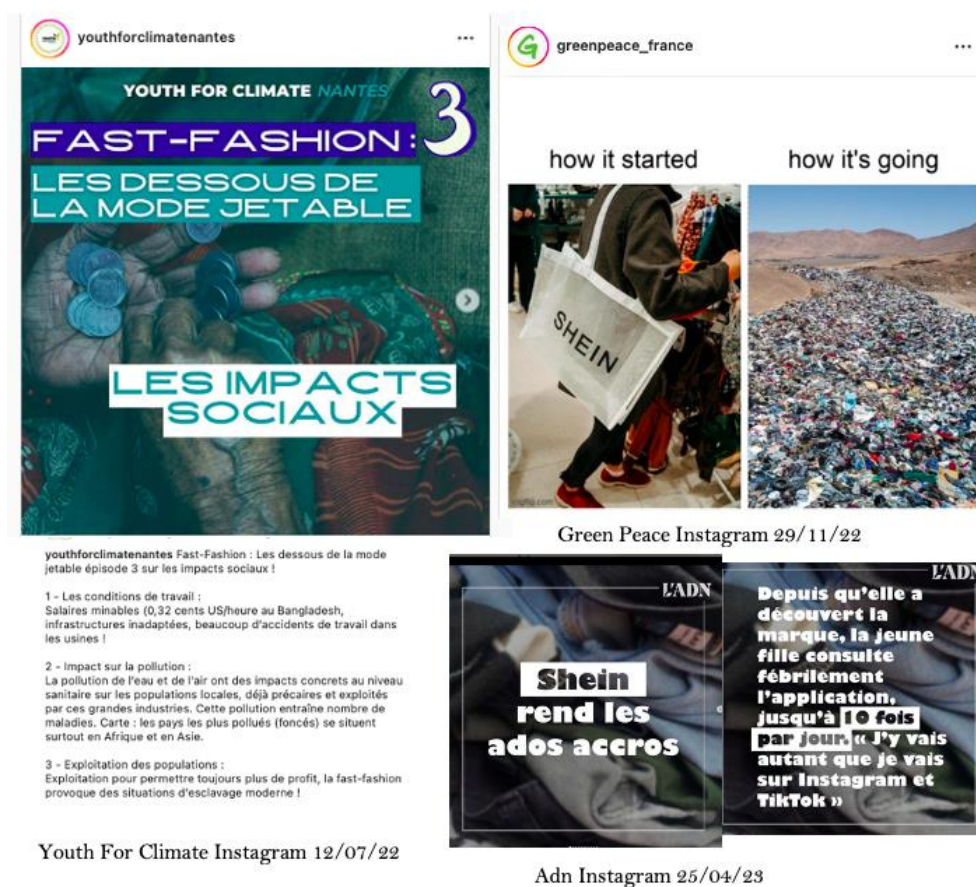 youthforclimatenantes
YOUTH FOR CLIMATE NANTES
3
FAST-FASHION :
LES DESSOUS DE
LA MODE JETABLE
LES IMPACTS
SOCIAUX
youthforclimatenantes Fast-Fashion : Les dessous de la mode
jetable épisode 3 sur les impacts sociaux !
1 - Les conditions de travail :
Salaires minables (0,32 cents US/heure au Bangladesh,
infrastructures inadaptées, beaucoup d'accidents de travail dans
les usines !
2 - Impact sur la pollution :
La pollution de l'eau et de l'air ont des impacts concrets au niveau
sanitaire sur les populations locales, déjà précaires et exploités
par ces grandes industries. Cette pollution entraîne nombre de
maladies. Carte : les pays les plus pollués (foncés) se situent
surtout en Afrique et en Asie.
3 - Exploitation des populations :
Exploitation pour permettre toujours plus de profit, la fast-fashion
provoque des situations d'esclavage moderne !
Youth For Climate Instagram 12/07/22
greenpeace_france
how it started
how it's going
SHEIN
imgflip.com
Green Peace Instagram 29/11/22
L'ADN
Shein
rend les
ados accros
L'ADN
Depuis qu'elle a
découvert la
marque, la jeune
fille consulte
fébrilement
l'application,
jusqu'à 10 fois
par jour. « J'y vais
autant que je vais
sur Instagram et
TikTok »
Adn Instagram 25/04/23